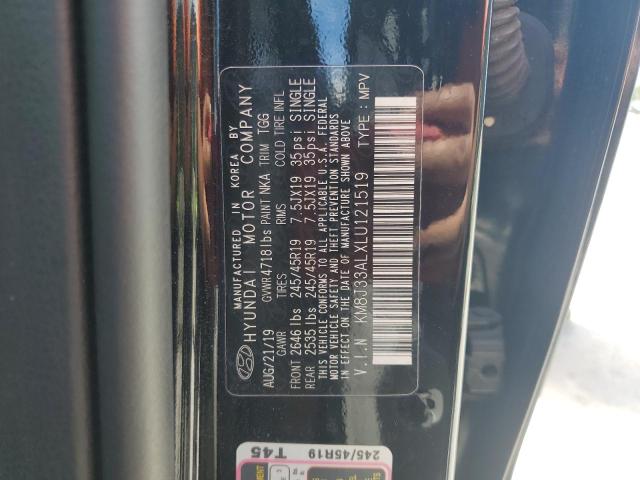 MANUFACTURED IN KOREA BY
HYUNDAI MOTOR COMPANY
AUG/21/19 GVWR 4718lbs PAINT NKA TRIM TGG
GAWR TIRES RIMS COLD TIRE INFL
FRONT 2646 lbs 245/45R19 7.5JX19 35psi SINGLE
REAR 2535 lbs 245/45R19 7.5JX19 35psi SINGLE
THIS VEHICLE CONFORMS TO ALL APPLICABLE U.S.A. FEDERAL
MOTOR VEHICLE SAFETY AND THEFT PREVENTION STANDARDS
IN EFFECT ON THE DATE OF MANUFACTURE SHOWN ABOVE
V.I.N KM8J33ALXLU121519 TYPE : MPV
T45
245/45R19